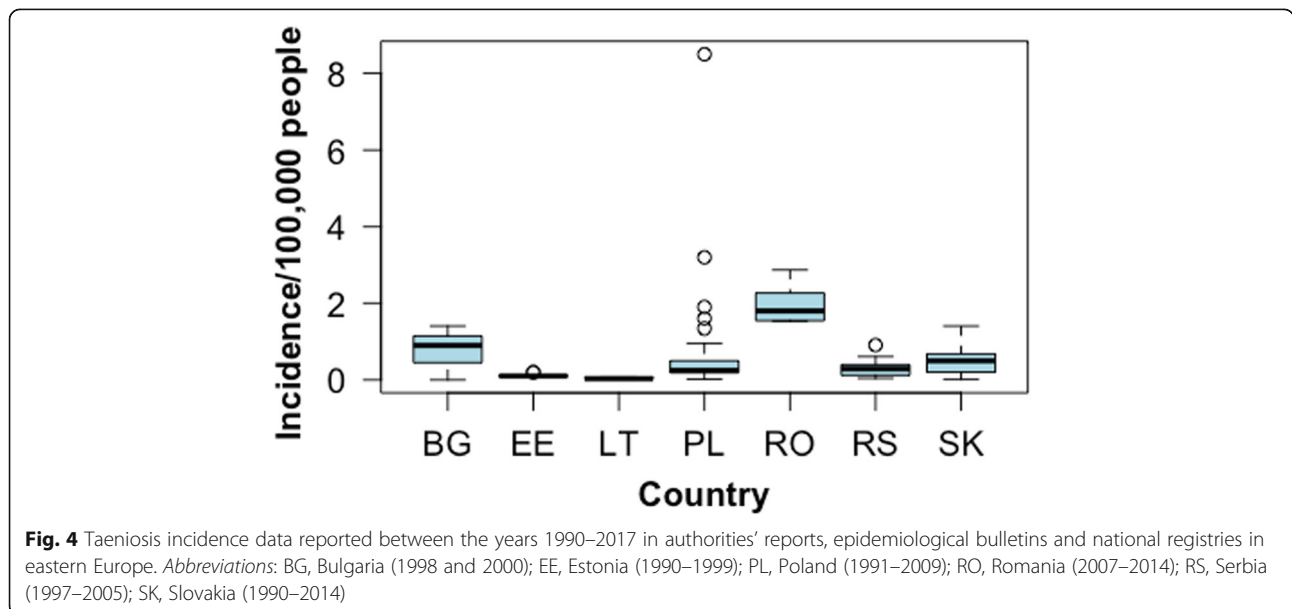 8
6
4
2
0
Incidence/100,000 people
BG EE LT PL RO RS SK
Country
Fig. 4 Taeniosis incidence data reported between the years 1990–2017 in authorities’ reports, epidemiological bulletins and national registries in
eastern Europe. Abbreviations: BG, Bulgaria (1998 and 2000); EE, Estonia (1990–1999); PL, Poland (1991–2009); RO, Romania (2007–2014); RS, Serbia
(1997–2005); SK, Slovakia (1990–2014)